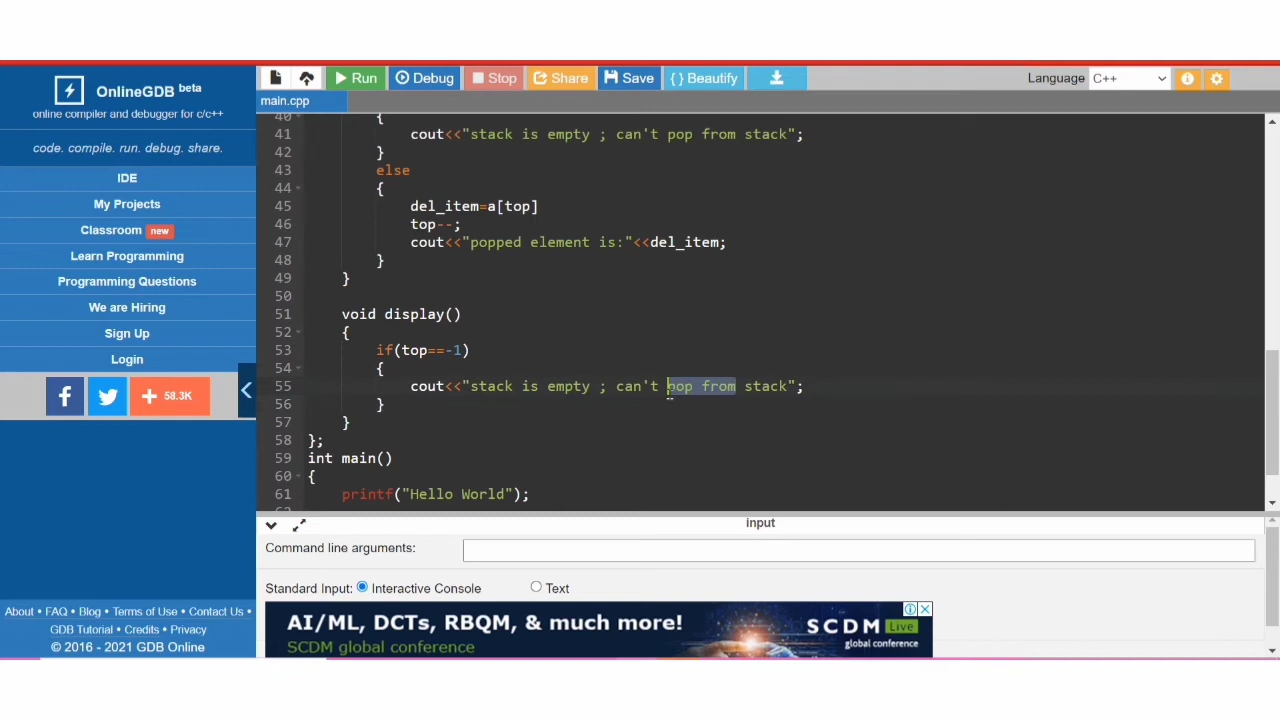 OnlineGDB beta
online compiler and debugger for c/c++
code. compile. run. debug. share.
IDE
My Projects
Classroom new
Learn Programming
Programming Questions
We are Hiring
Sign Up
Login
f + 58.3K
About • FAQ • Blog • Terms of Use • Contact Us •
GDB Tutorial • Credits • Privacy
© 2016 - 2021 GDB Online
Run Debug Stop Share Save { } Beautify Language C++
main.cpp
40 {
41 cout<<"stack is empty ; can't pop from stack";
42 }
43 else
44 {
45 del_item=a[top]
46 top--;
47 cout<<"popped element is:"<<del_item;
48 }
49 }
50
51 void display()
52 {
53 if(top==-1)
54 {
55 cout<<"stack is empty ; can't pop from stack";
56 }
57 }
58 };
59 int main()
60 {
61 printf("Hello World");
input
Command line arguments:
Standard Input: Interactive Console Text
AI/ML, DCTs, RBQM, & much more!
SCDM global conference
SCDM Live
global conference